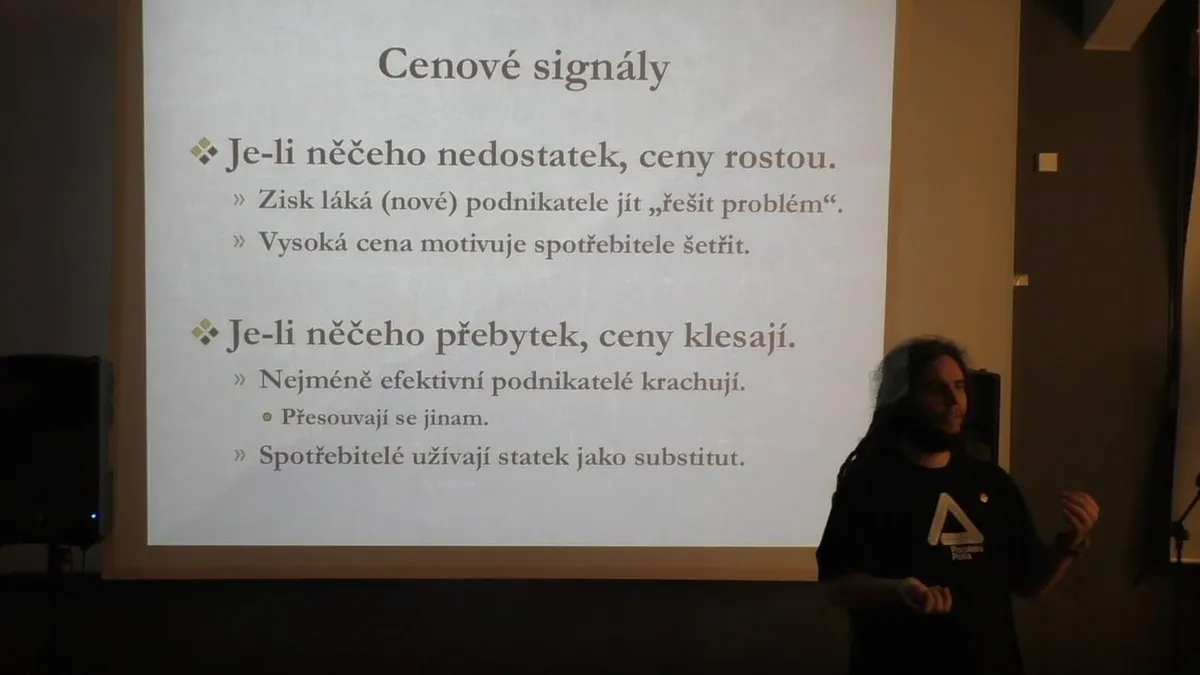 Cenové signály
Je-li něčeho nedostatek, ceny rostou.
Zisk láká (nové) podnikatele jít „řešit problém“.
Vysoká cena motivuje spotřebitele šetřit.
Je-li něčeho přebytek, ceny klesají.
Nejméně efektivní podnikatelé krachují.
Přesouvají se jinam.
Spotřebitelé užívají statek jako substitut.